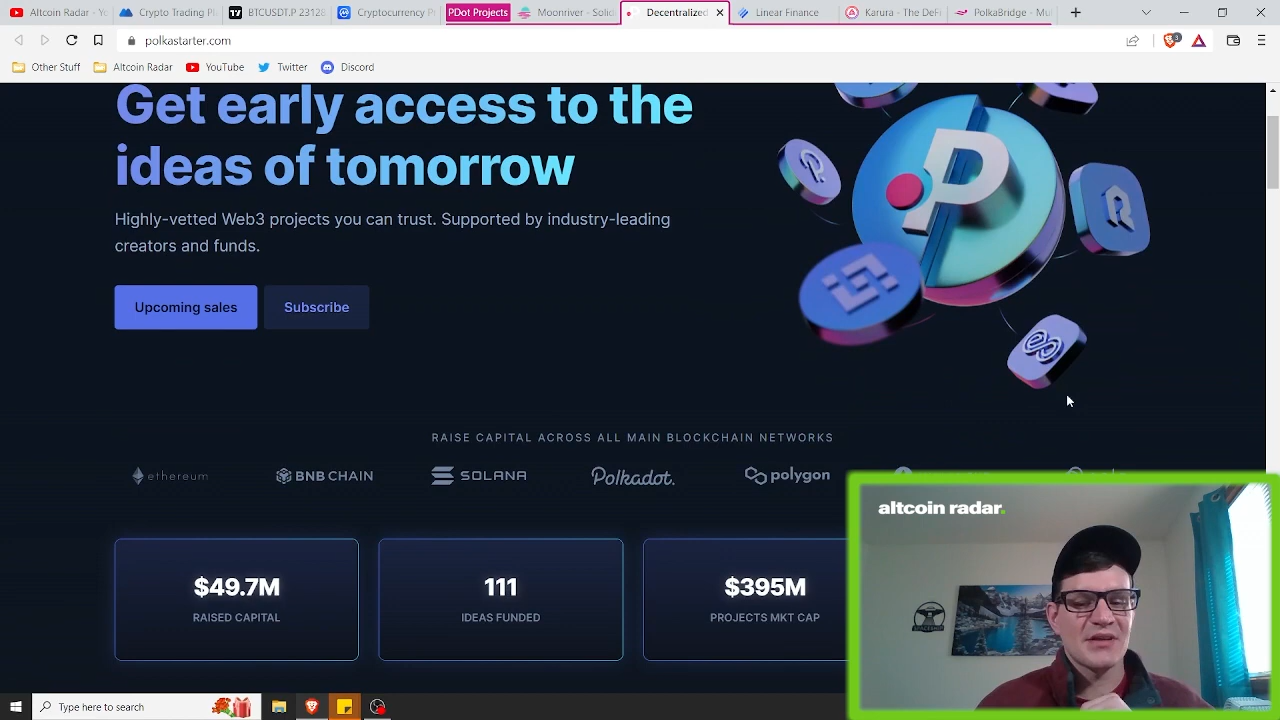 Altcoin Radar - Yo
Crypto Trading Pl
BTCUSDT.P 23128
Cryptocurrency Pr
PDot Projects
Moonriver - Solid
Decentralized
Linear Finance
Karura - The DeFi
PolkaBridge - Mul
polkastarter.com
3
Other Stuff
Altcoin Radar
YouTube
Twitter
Discord
Get early access to the
ideas of tomorrow
Highly-vetted Web3 projects you can trust. Supported by industry-leading
creators and funds.
Upcoming sales
Subscribe
RAISE CAPITAL ACROSS ALL MAIN BLOCKCHAIN NETWORKS
ethereum
BNB CHAIN
SOLANA
Polkadot.
polygon
altcoin radar.
$49.7M
RAISED CAPITAL
111
IDEAS FUNDED
$395M
PROJECTS MKT CAP
Type here to search